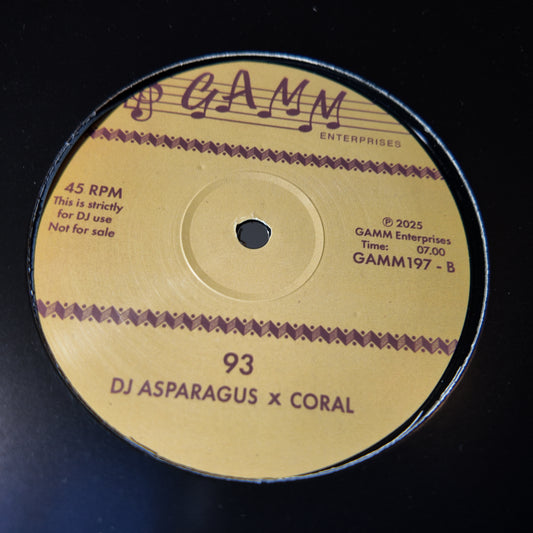 GAMM
ENTERPRISES
45 RPM
This is strictly
for DJ use
Not for sale
℗ 2025
GAMM Enterprises
Time: 07.00
GAMM197 - B
93
DJ ASPARAGUS x CORAL